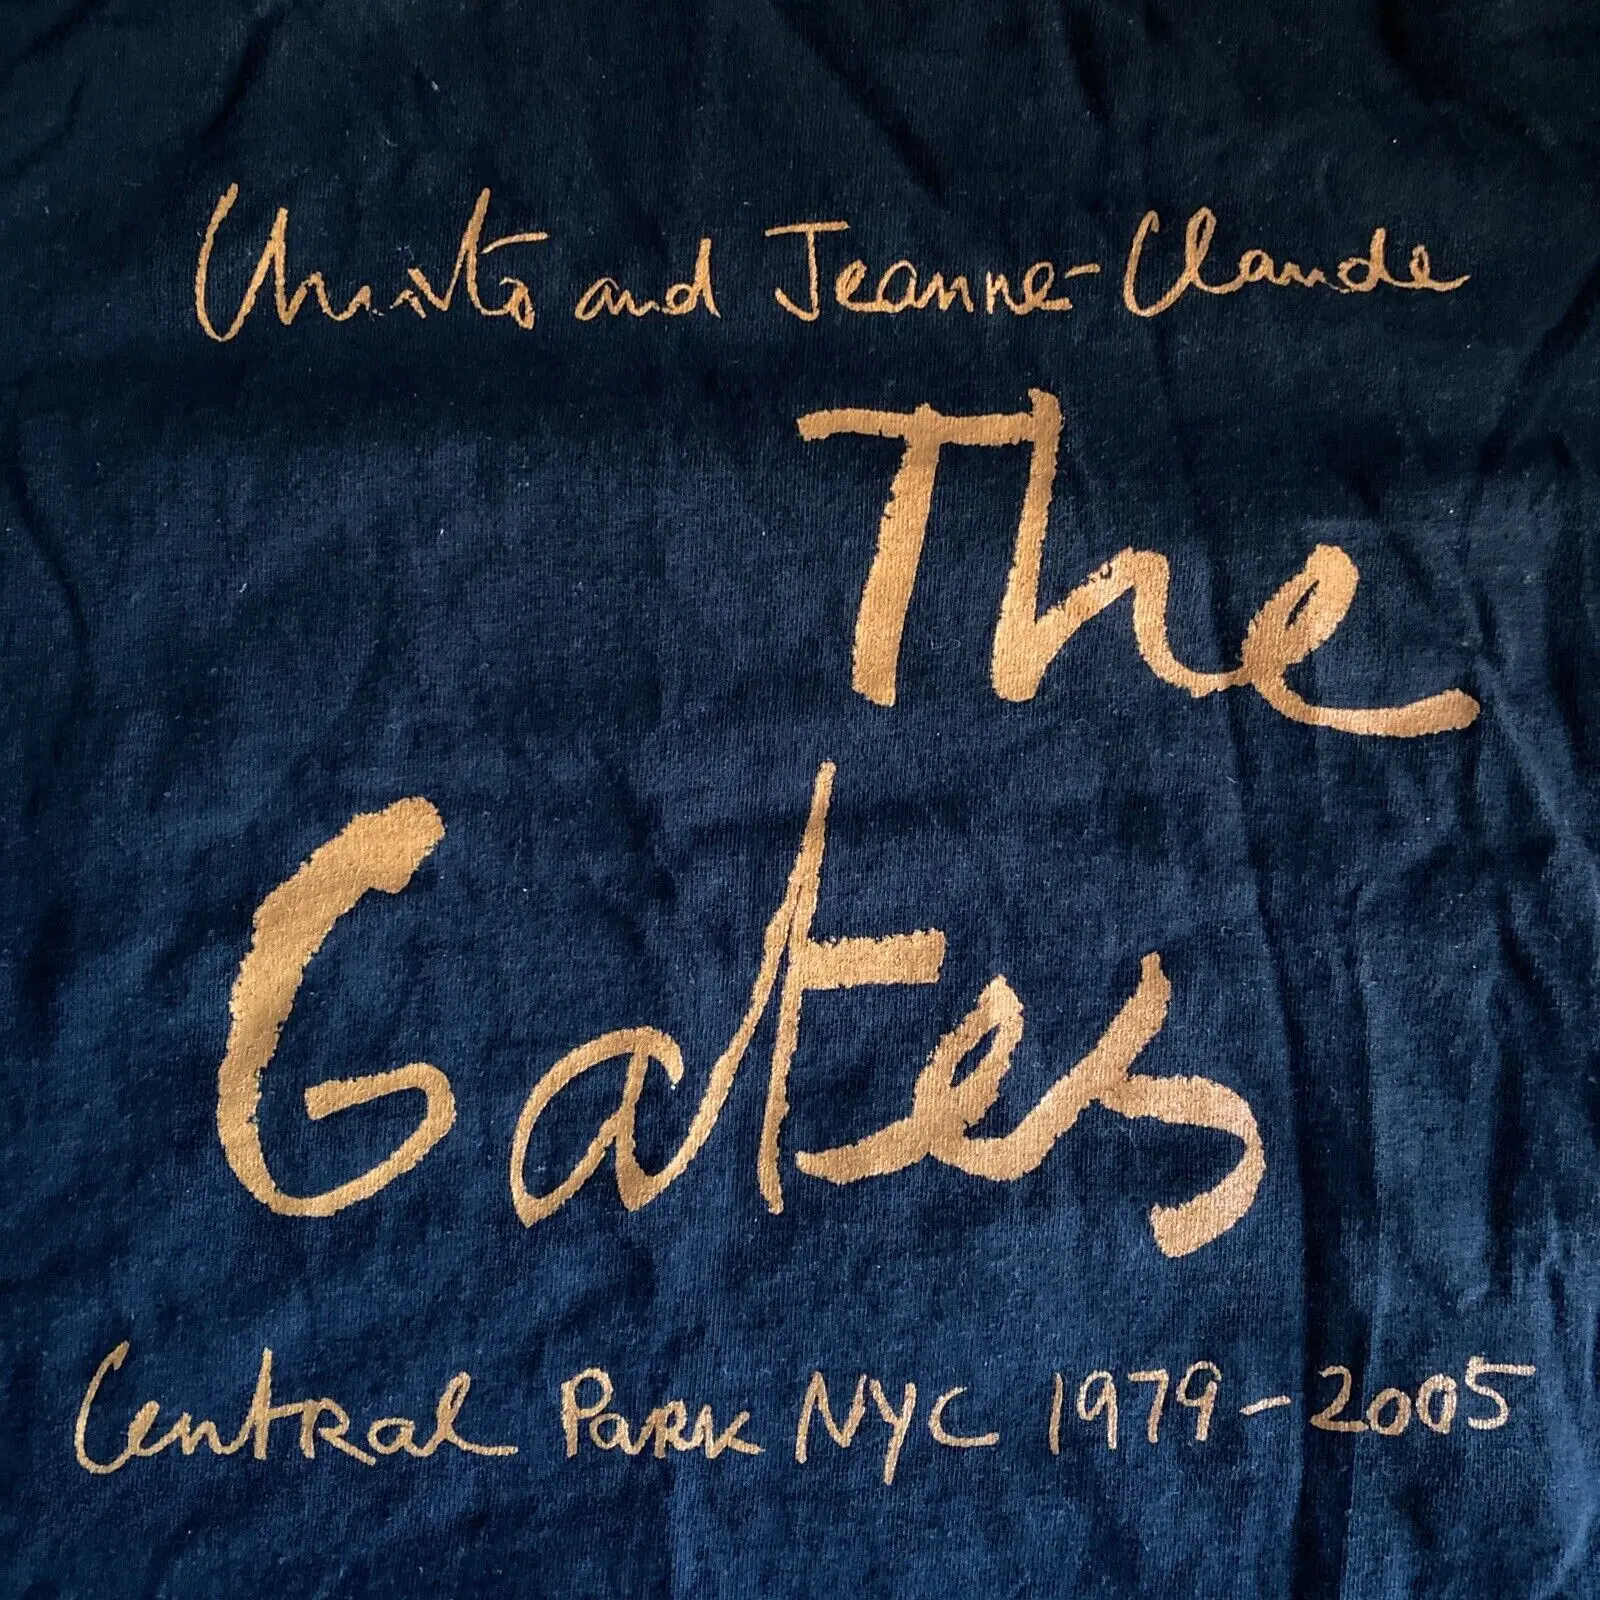 Christo and Jeanne-Claude
The
Gates
Central Park NYC 1979-2005